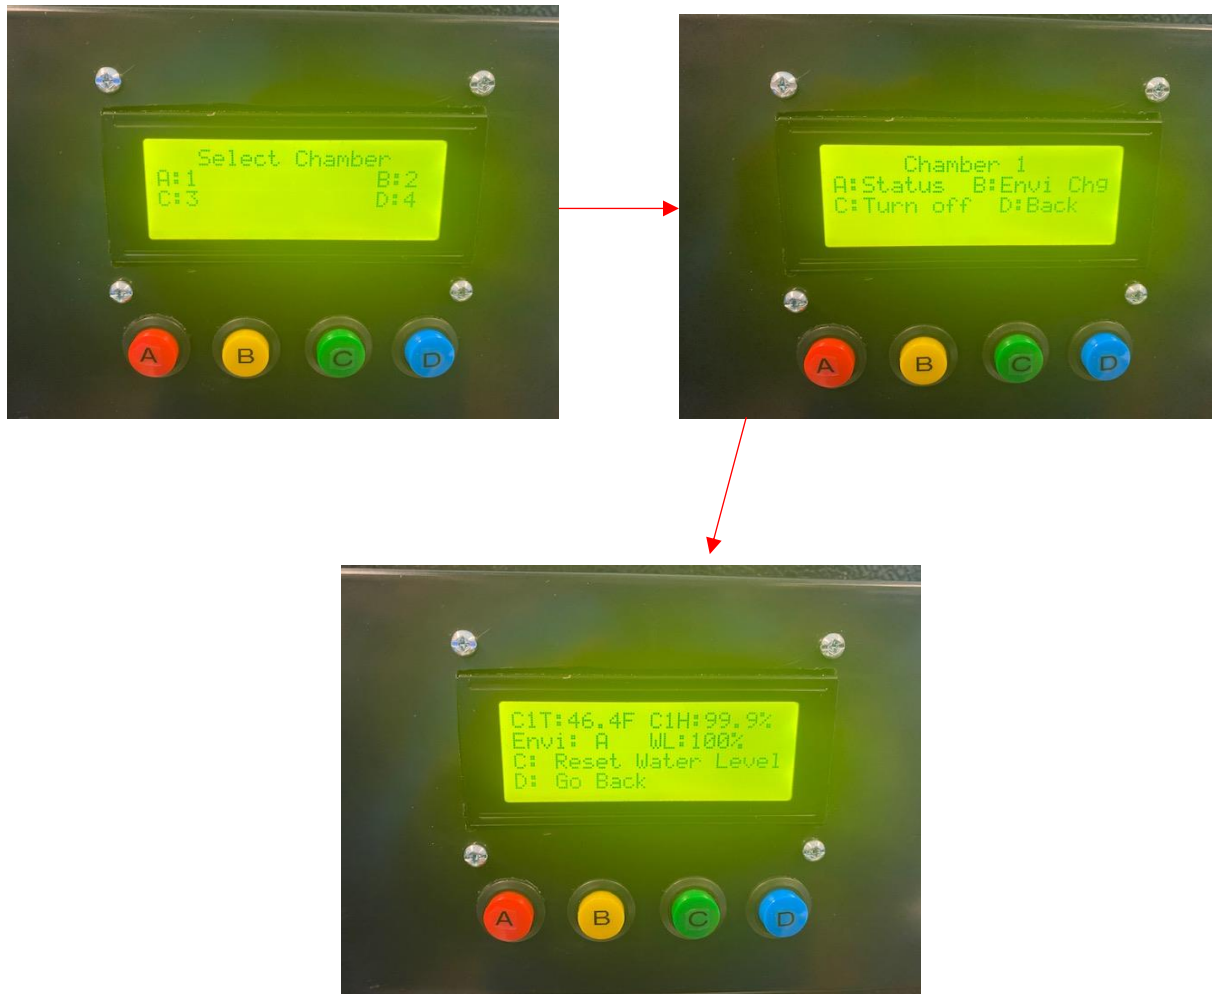 Select Chamber
A:1 B:2
C:3 D:4
A B C D
Chamber 1
A:Status B:Envi Chg
C:Turn off D:Back
A B C D
C1T:46.4F C1H:99.9%
Envi: A WL:100%
C: Reset Water Level
D: Go Back
A B C D